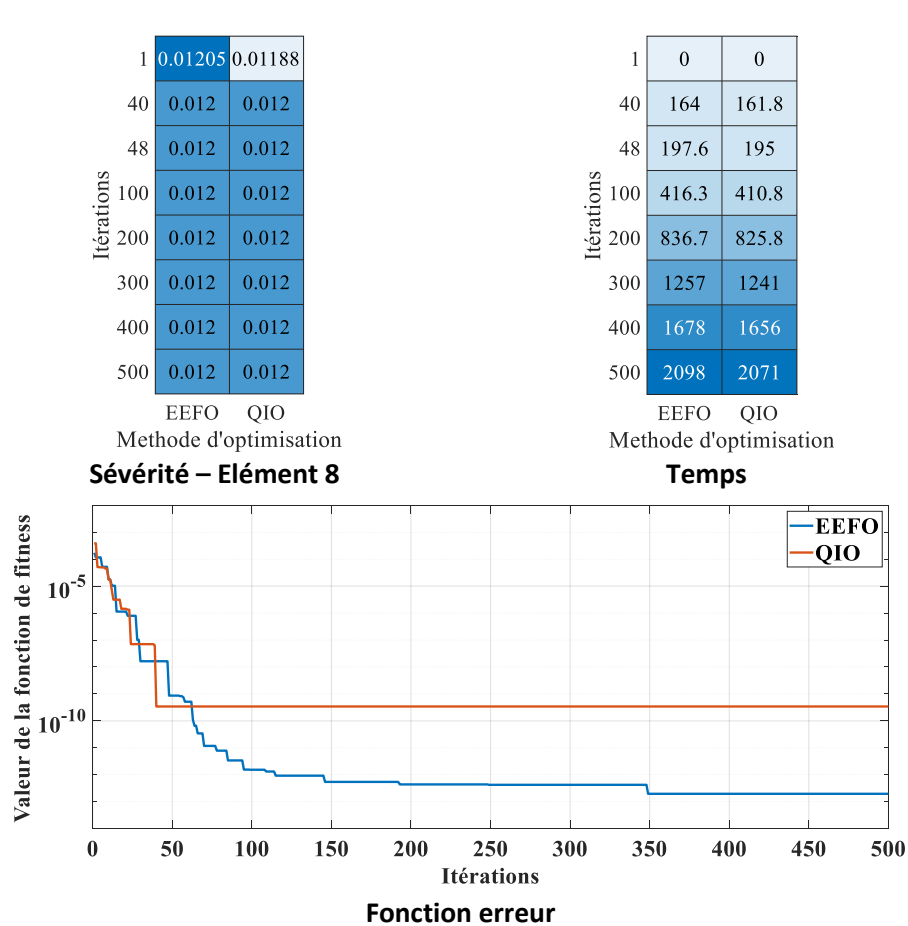 1 0.01205 0.01188
40 0.012 0.012
48 0.012 0.012
100 0.012 0.012
200 0.012 0.012
300 0.012 0.012
400 0.012 0.012
500 0.012 0.012
Itérations
EEFO QIO
Methode d'optimisation
Sévérité – Elément 8
1 0 0
40 164 161.8
48 197.6 195
100 416.3 410.8
200 836.7 825.8
300 1257 1241
400 1678 1656
500 2098 2071
Itérations
EEFO QIO
Methode d'optimisation
Temps
Valeur de la fonction de fitness
10^-5
10^-10
EEFO
QIO
0 50 100 150 200 250 300 350 400 450 500
Itérations
Fonction erreur